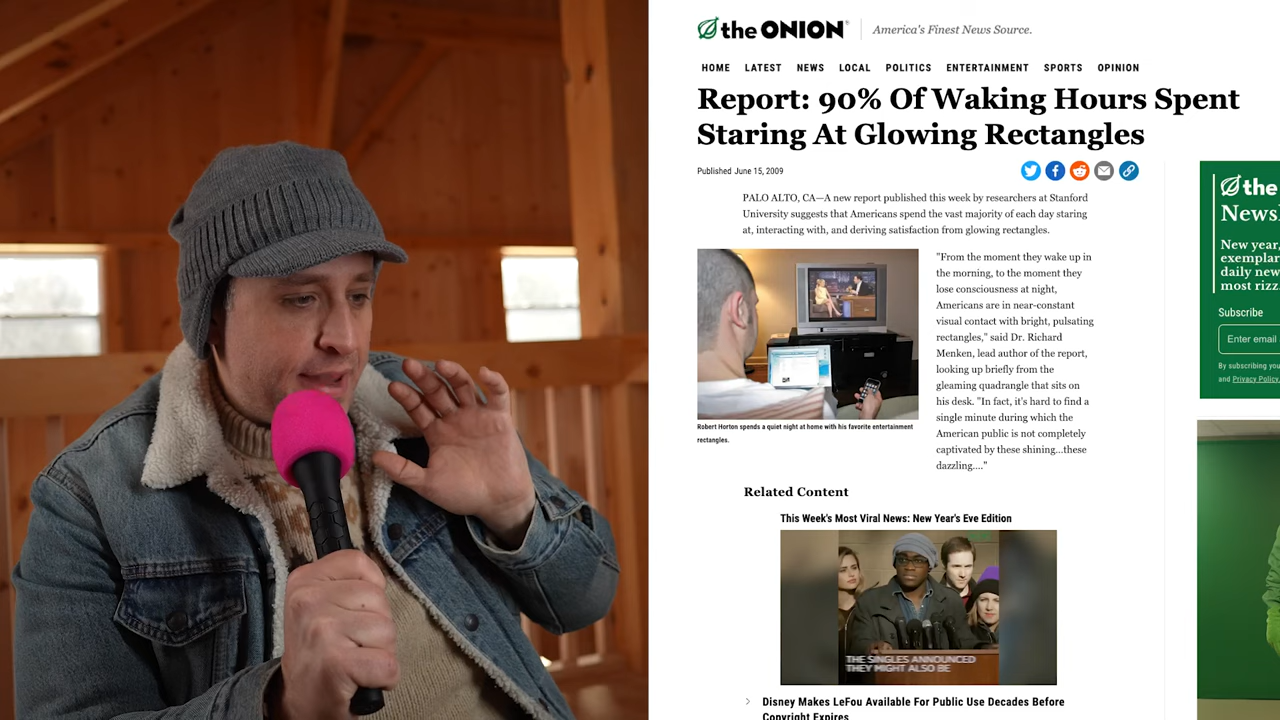 the ONION®
America's Finest News Source.
HOME LATEST NEWS LOCAL POLITICS ENTERTAINMENT SPORTS OPINION
Report: 90% Of Waking Hours Spent
Staring At Glowing Rectangles
Published June 15, 2009
PALO ALTO, CA—A new report published this week by researchers at Stanford
University suggests that Americans spend the vast majority of each day staring
at, interacting with, and deriving satisfaction from glowing rectangles.
"From the moment they wake up in
the morning, to the moment they
lose consciousness at night,
Americans are in near-constant
visual contact with bright, pulsating
rectangles," said Dr. Richard
Menken, lead author of the report,
looking up briefly from the
gleaming quadrangle that sits on
his desk. "In fact, it's hard to find a
single minute during which the
American public is not completely
captivated by these shining...these
dazzling...."
Robert Horton spends a quiet night at home with his favorite entertainment
rectangles.
Related Content
This Week's Most Viral News: New Year's Eve Edition
THE SINGLES ANNOUNCED
THEY MIGHT ALSO BE
Disney Makes LeFou Available For Public Use Decades Before
Copyright Expires
the
News
New year,
exemplar
daily new
most rizz
Subscribe
Enter email
By subscribing you
and Privacy Policy.